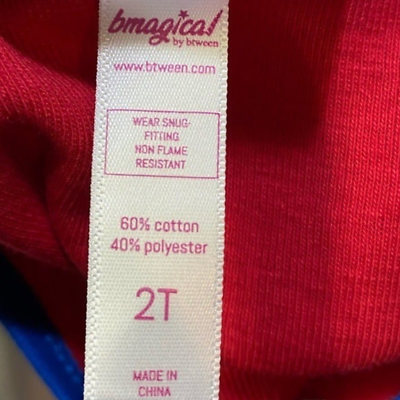 bmagical
by btween
www.btween.com
WEAR SNUG-
FITTING
NON FLAME
RESISTANT
60% cotton
40% polyester
2T
MADE IN
CHINA